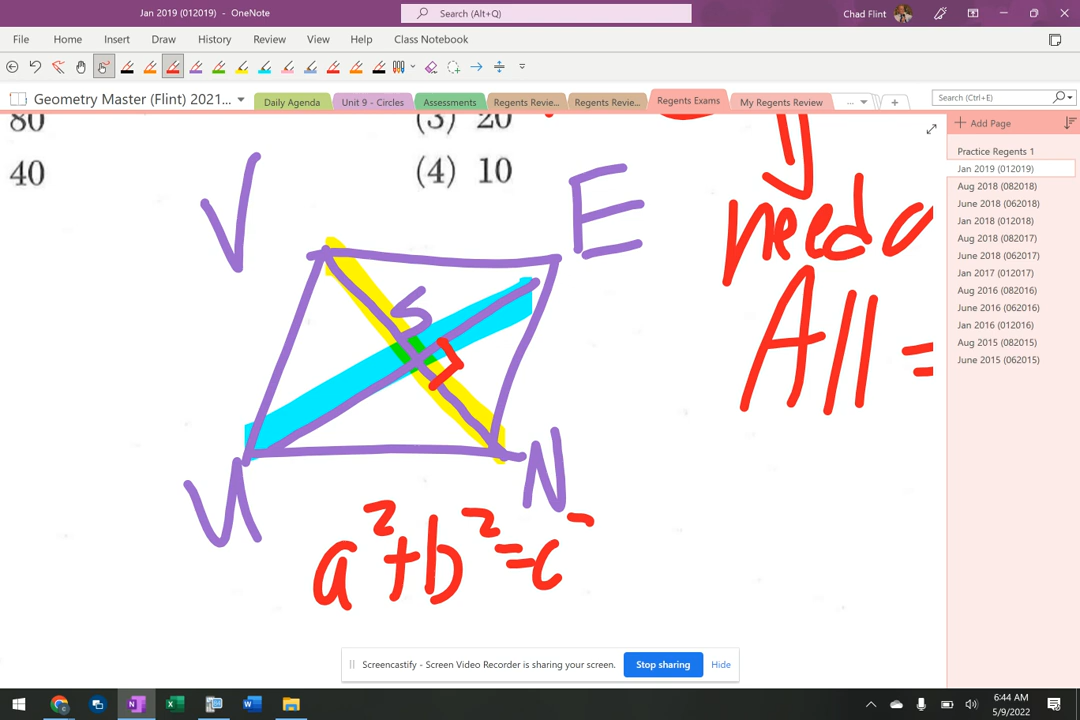 Jan 2019 (012019) - OneNote
Search (Alt+Q)
Chad Flint
File Home Insert Draw History Review View Help Class Notebook
Geometry Master (Flint) 2021...
Daily Agenda
Unit 9 - Circles
Assessments
Regents Revie...
Regents Revie...
Regents Exams
My Regents Review
...
Search (Ctrl+E)
Add Page
Practice Regents 1
Jan 2019 (012019)
Aug 2018 (082018)
June 2018 (062018)
Jan 2018 (012018)
Aug 2018 (082017)
June 2018 (062017)
Jan 2017 (012017)
Aug 2016 (082016)
June 2016 (062016)
Jan 2016 (012016)
Aug 2015 (082015)
June 2015 (062015)
80
(3) 20
40
(4) 10
y
need
All =
V
E
S
U
N
a²+b²=c
Screencastify - Screen Video Recorder is sharing your screen.
Stop sharing
Hide
6:44 AM
5/9/2022